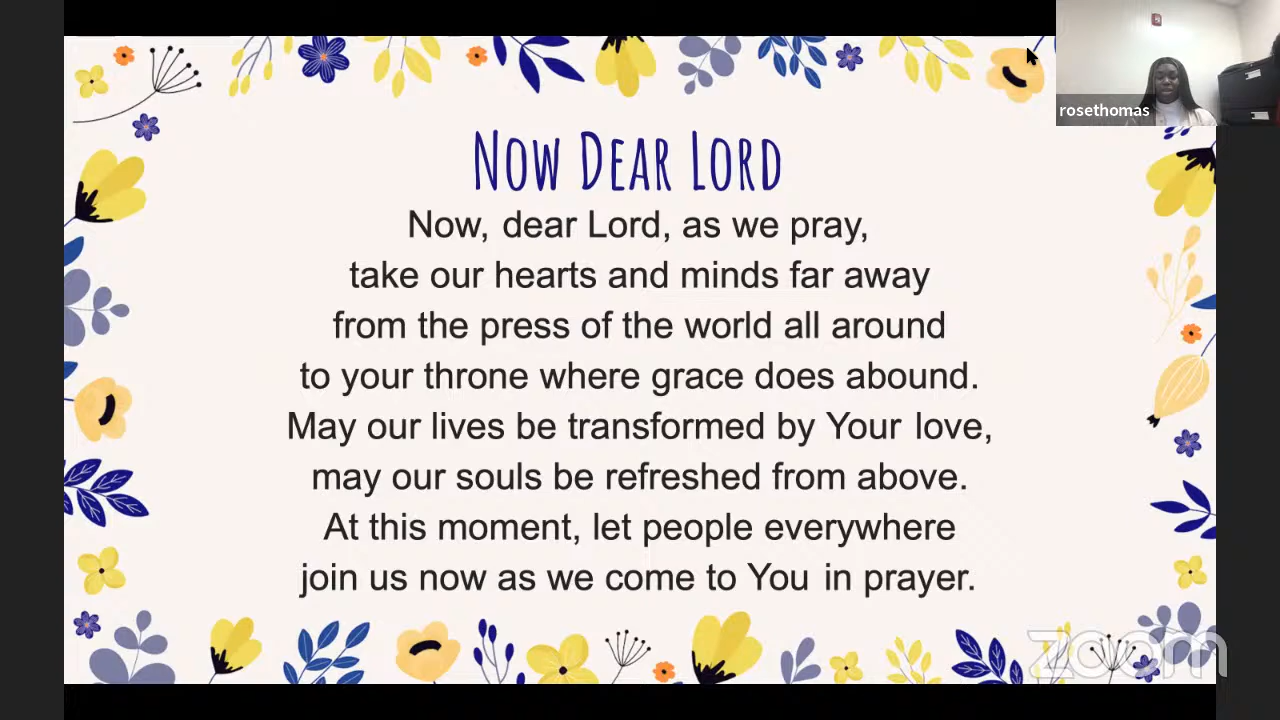 rosethomas
Now Dear Lord
Now, dear Lord, as we pray,
take our hearts and minds far away
from the press of the world all around
to your throne where grace does abound.
May our lives be transformed by Your love,
may our souls be refreshed from above.
At this moment, let people everywhere
join us now as we come to You in prayer.
zoom